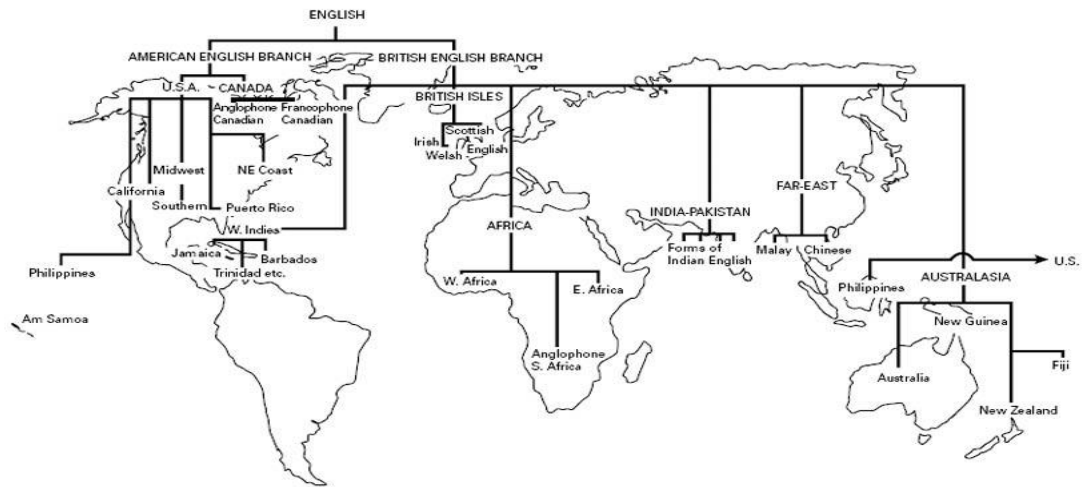 ENGLISH
AMERICAN ENGLISH BRANCH
BRITISH ENGLISH BRANCH
U.S.A.
CANADA
Anglophone
Canadian
Francophone
Canadian
BRITISH ISLES
Scottish
Irish
Welsh
English
Midwest
NE Coast
California
Southern
Puerto Rico
W. Indies
Jamaica
Barbados
Trinidad etc.
Philippines
Am Samoa
AFRICA
W. Africa
E. Africa
Anglophone
S. Africa
INDIA-PAKISTAN
Forms of
Indian English
FAR-EAST
Malay
Chinese
Philippines
U.S.
AUSTRALASIA
New Guinea
Australia
Fiji
New Zealand